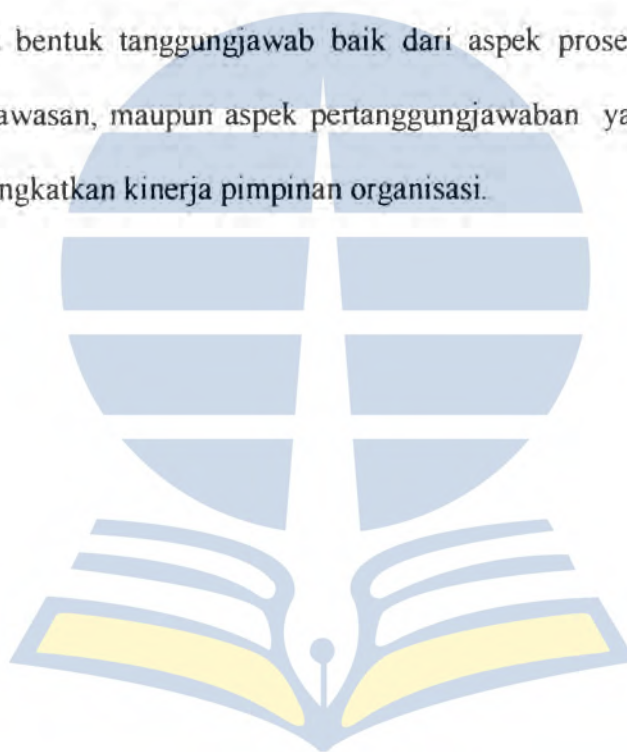 bentuk tanggungjawab baik dari aspek prose
awasan, maupun aspek pertanggungjawaban ya
ngkatkan kinerja pimpinan organisasi.